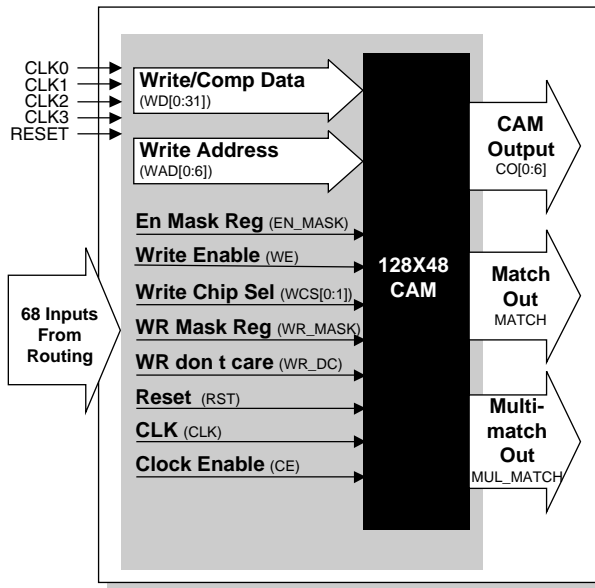 CLK0
CLK1
CLK2
CLK3
RESET
Write/Comp Data
(WD[0:31])
Write Address
(WAD[0:6])
En Mask Reg (EN_MASK)
Write Enable (WE)
Write Chip Sel (WCS[0:1])
WR Mask Reg (WR_MASK)
WR don t care (WR_DC)
Reset (RST)
CLK (CLK)
Clock Enable (CE)
68 Inputs
From
Routing
128X48
CAM
CAM
Output
CO[0:6]
Match
Out
MATCH
Multi-
match
Out
MUL_MATCH